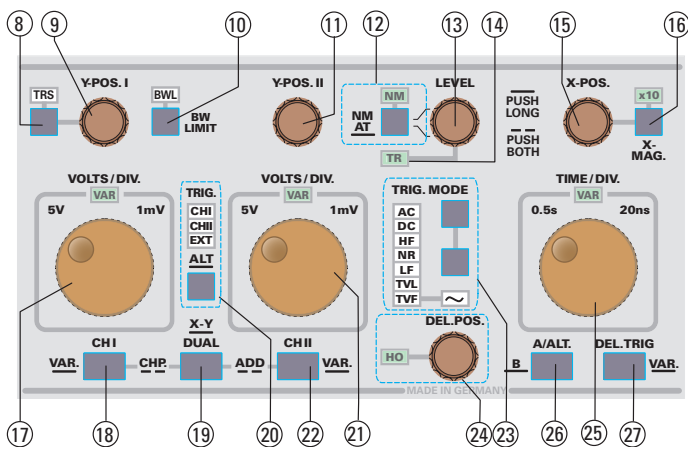 8 9 10 11 12 13 14 15 16
Y-POS. I
Y-POS. II
LEVEL
X-POS.
TRS
BWL
NM
x10
BW
LIMIT
NM
AT
PUSH
LONG
PUSH
BOTH
TR
X-
MAG.
VOLTS / DIV.
VAR
5V
1mV
TRIG.
CHI
CHII
EXT
ALT
VOLTS / DIV.
VAR
5V
1mV
TRIG. MODE
AC
DC
HF
NR
LF
TVL
TVF
~
TIME / DIV.
VAR
0.5s
20ns
X-Y
CH I
DUAL
CH II
VAR.
CHP.
ADD
VAR.
DEL.POS.
HO
A/ALT.
DEL.TRIG
B
VAR.
MADE IN GERMANY
17 18 19 20 22 21 24 23 26 25 27